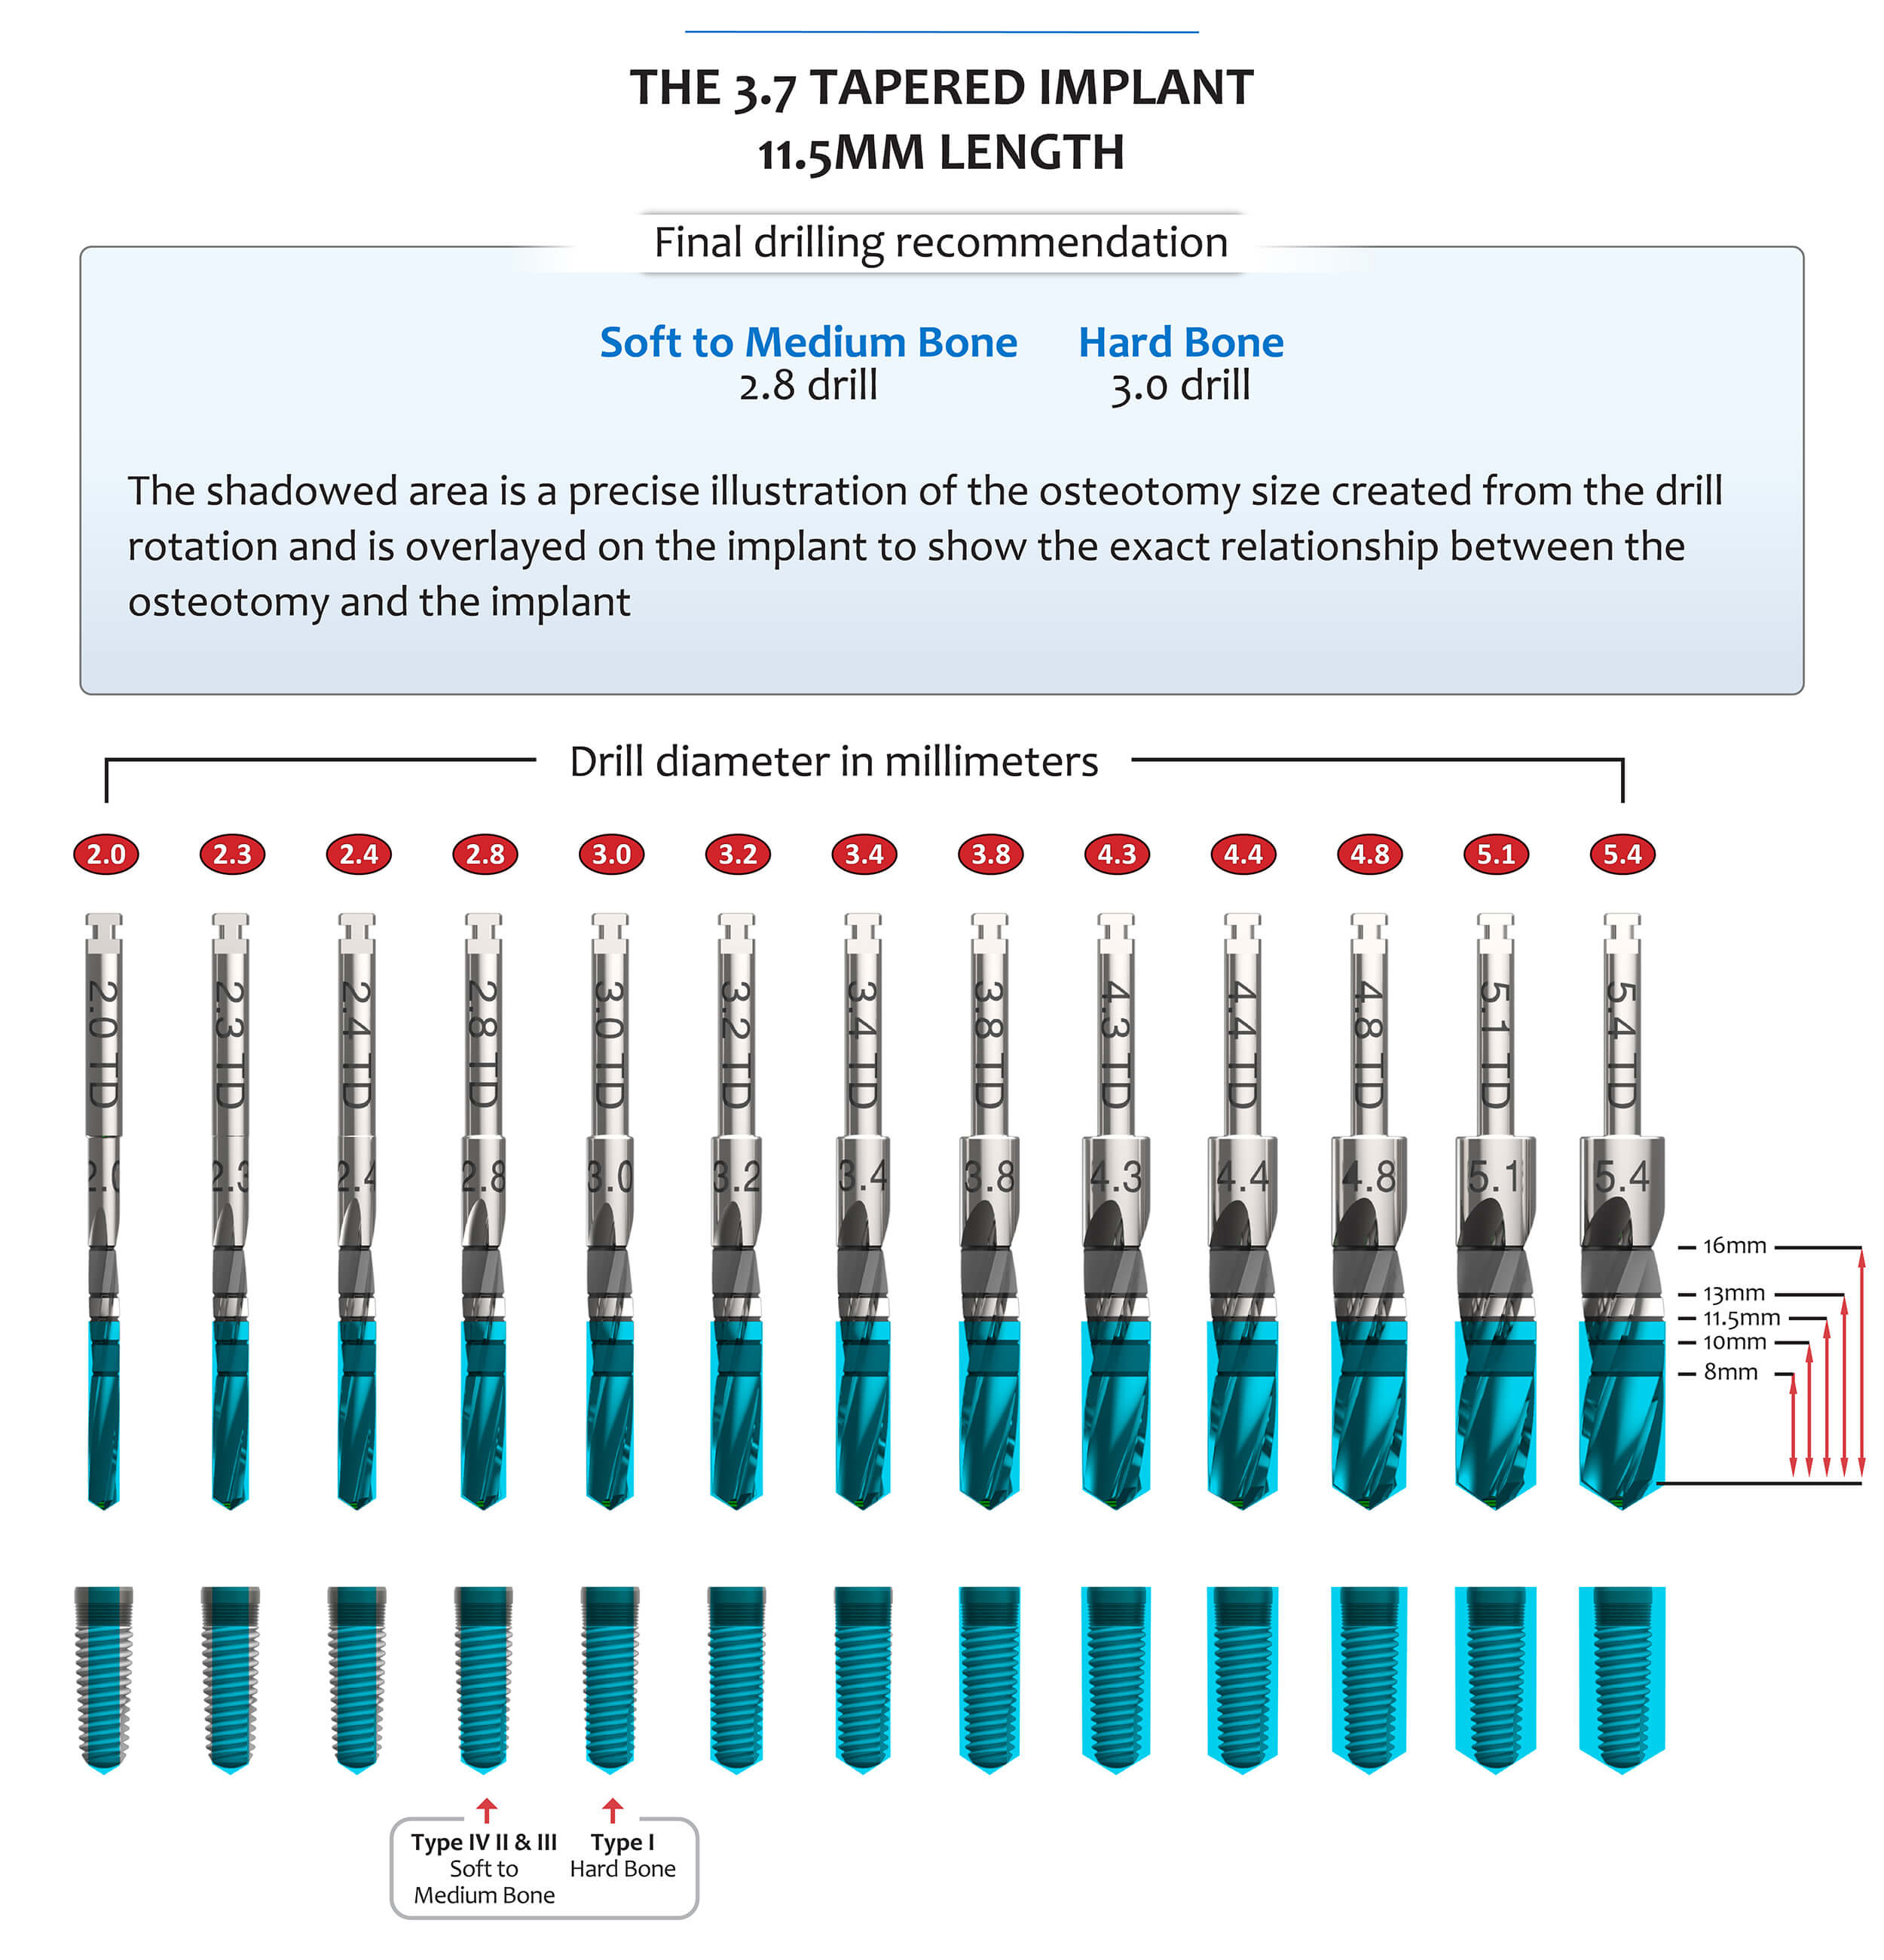 THE 3.7 TAPERED IMPLANT
11.5MM LENGTH
Final drilling recommendation
Soft to Medium Bone Hard Bone
2.8 drill 3.0 drill
The shadowed area is a precise illustration of the osteotomy size created from the drill
rotation and is overlayed on the implant to show the exact relationship between the
osteotomy and the implant
Drill diameter in millimeters
2.0 2.3 2.4 2.8 3.0 3.2 3.4 3.8 4.3 4.4 4.8 5.1 5.4
2.0 TD 2.3 TD 2.4 TD 2.8 TD 3.0 TD 3.2 TD 3.4 TD 3.8 TD 4.3 TD 4.4 TD 4.8 TD 5.1 TD 5.4 TD
2.0 2.3 2.4 2.8 3.0 3.2 3.4 3.8 4.3 4.4 4.8 5.1 5.4
16mm
13mm
11.5mm
10mm
8mm
Type IV II & III Type I
Soft to Hard Bone
Medium Bone